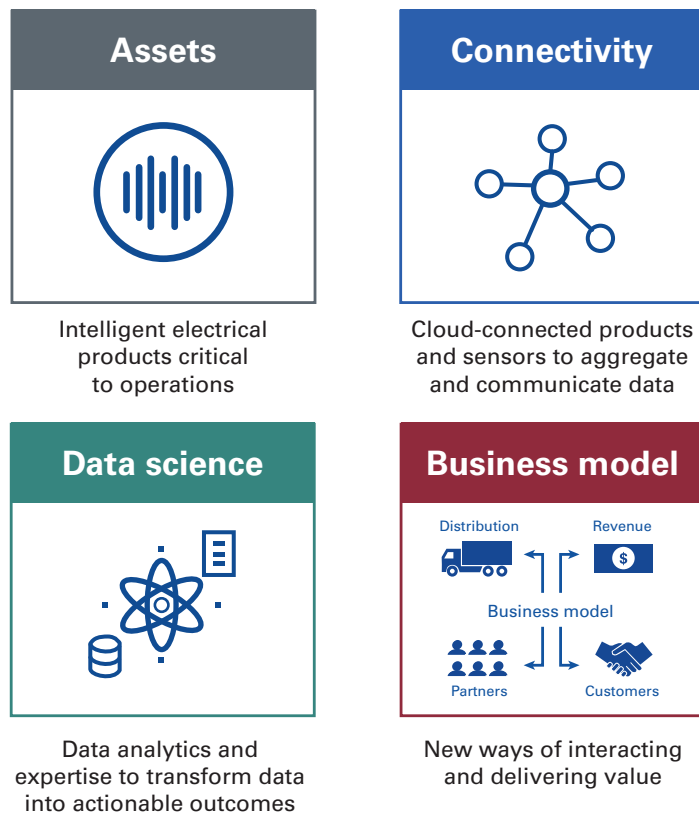 Assets
Intelligent electrical
products critical
to operations
Connectivity
Cloud-connected products
and sensors to aggregate
and communicate data
Data science
Data analytics and
expertise to transform data
into actionable outcomes
Business model
Distribution
Revenue
$
Business model
Partners
Customers
New ways of interacting
and delivering value